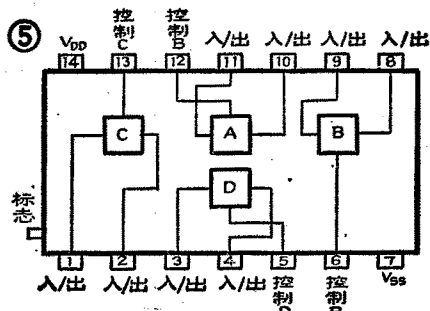 ⑤
VDD
控制C
控制B
入/出
入/出
入/出
入/出
14 13 12 11 10 9 8
C A B
D
标志
1 2 3 4 5 6 7
入/出
入/出
入/出
入/出
控制
控制
VSS